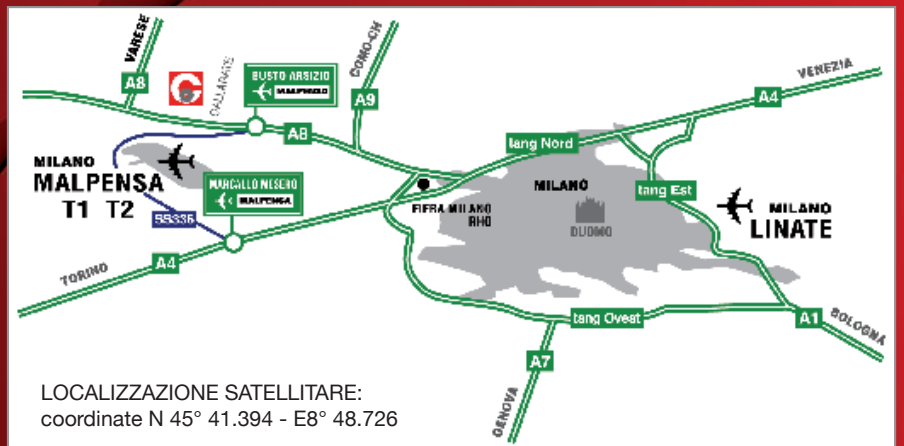 VARESE
A8
G
GALLARATE
BUSTO ARSIZIO
MALPENSA
COMO-CH
A9
A8
VENEZIA
A4
tang Nord
MILANO
MALPENSA
T1 T2
SS336
MARCALLO MESERO
MALPENSA
FIERA MILANO
RHO
MILANO
DUOMO
tang Est
MILANO
LINATE
TORINO
A4
tang Ovest
A1
BOLOGNA
A7
GENOVA
LOCALIZZAZIONE SATELLITARE:
coordinate N 45° 41.394 - E8° 48.726